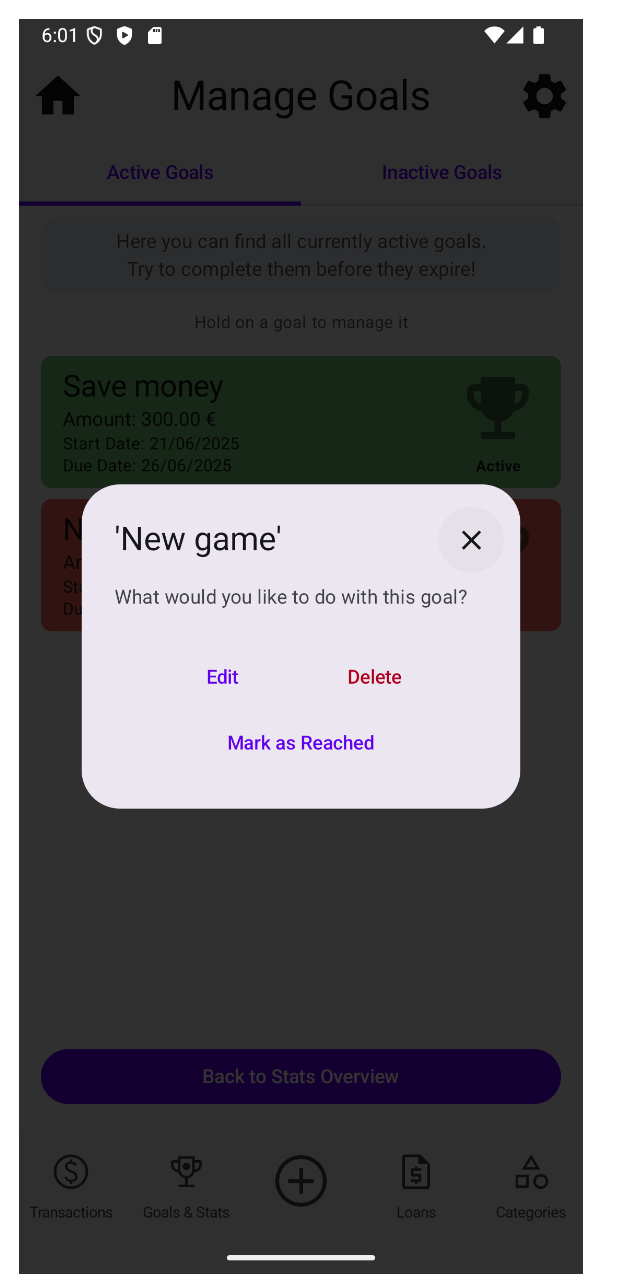 6:01
Manage Goals
Active Goals
Inactive Goals
Here you can find all currently active goals.
Try to complete them before they expire!
Hold on a goal to manage it
Save money
Amount: 300.00 €
Start Date: 21/06/2025
Due Date: 26/06/2025
Active
'New game'
What would you like to do with this goal?
Edit
Delete
Mark as Reached
Back to Stats Overview
Transactions
Goals & Stats
Loans
Categories